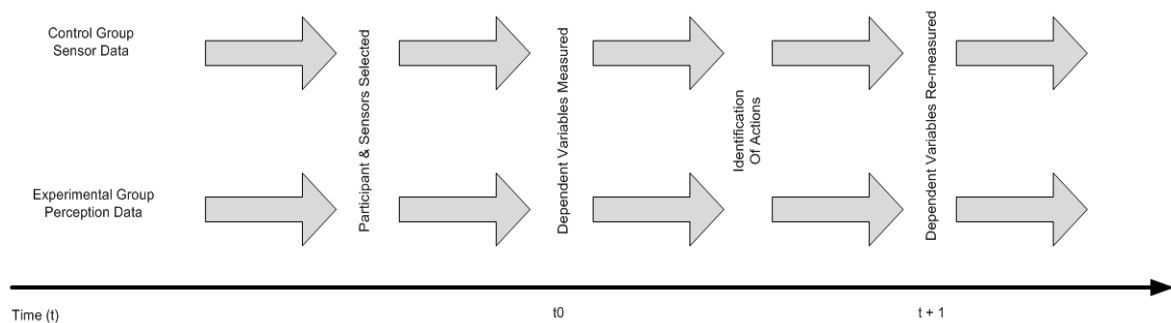 Control Group
Sensor Data
Participant & Sensors Selected
Dependent Variables Measured
Identification
Of Actions
Dependent Variables Re-measured
Experimental Group
Perception Data
Time (t)
t0
t + 1